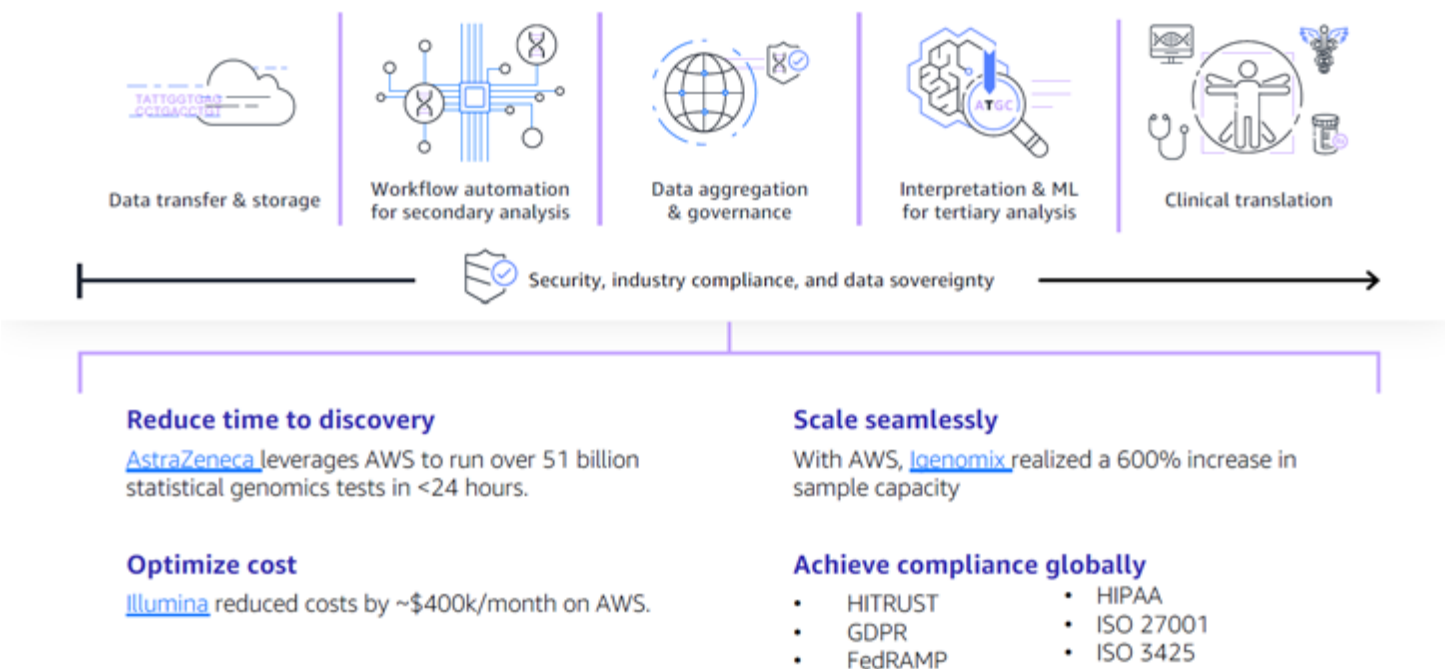 TATTGGTGAG
CCTGACCTGT
Data transfer & storage
Workflow automation
for secondary analysis
Data aggregation
& governance
ATGC
Interpretation & ML
for tertiary analysis
Clinical translation
Security, industry compliance, and data sovereignty
Reduce time to discovery
AstraZeneca leverages AWS to run over 51 billion
statistical genomics tests in <24 hours.
Scale seamlessly
With AWS, Igenomix realized a 600% increase in
sample capacity
Optimize cost
Illumina reduced costs by ~$400k/month on AWS.
Achieve compliance globally
• HITRUST
• GDPR
• FedRAMP
• HIPAA
• ISO 27001
• ISO 3425